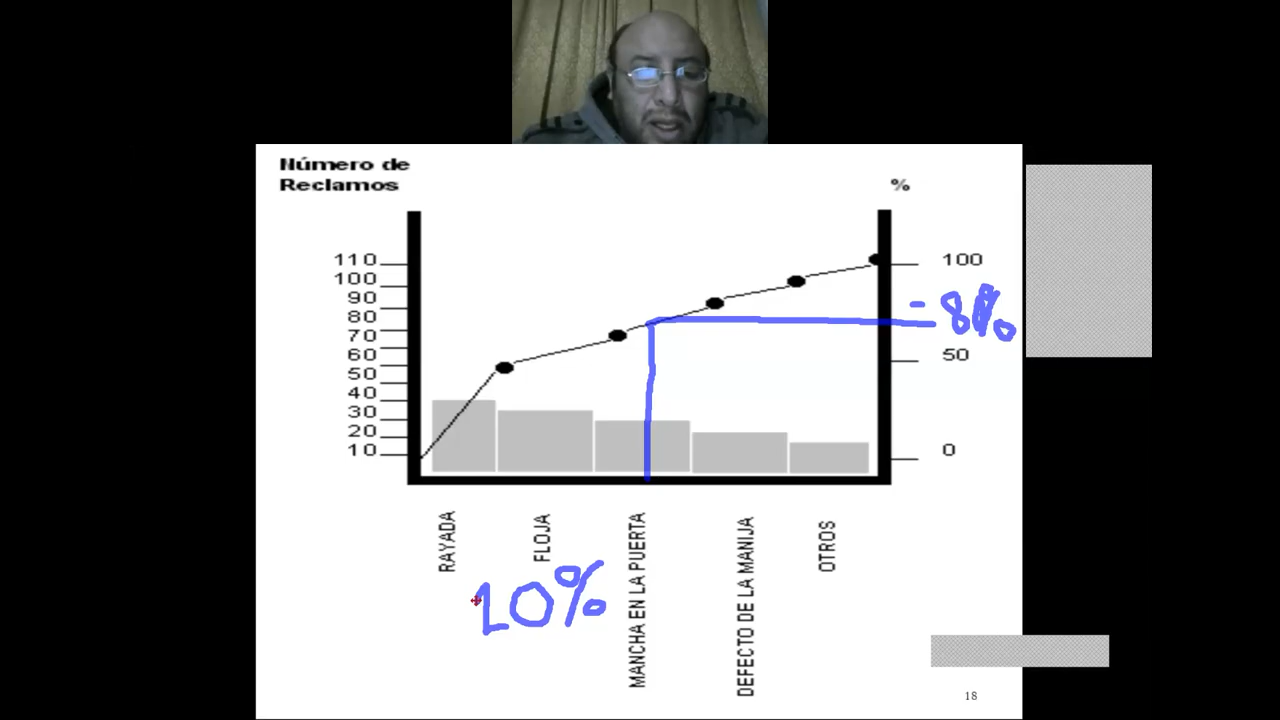 Número de
Reclamos
%
110
100
90
80
70
60
50
40
30
20
10
100
50
0
RAYADA
FLOJA
MANCHA EN LA PUERTA
DEFECTO DE LA MANIJA
OTROS
10%
18